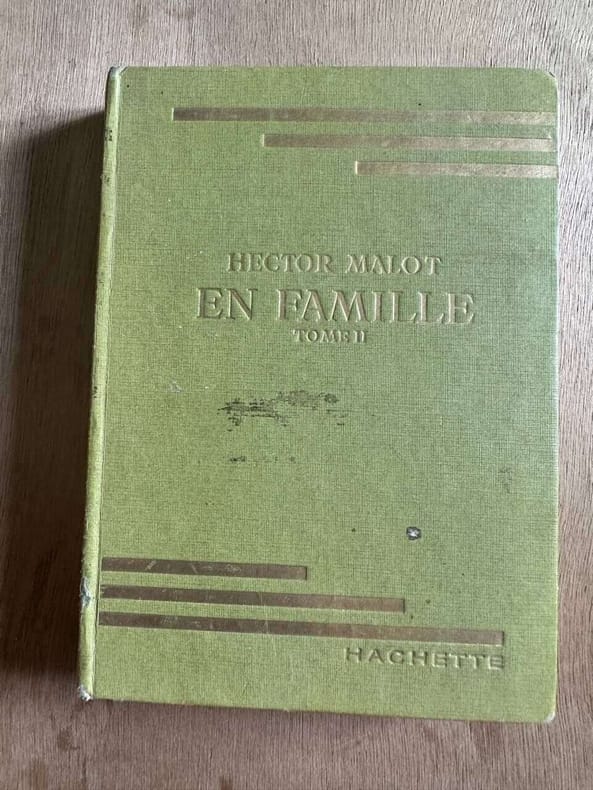 HECTOR MALOT
EN FAMILLE
TOME II
HACHETTE